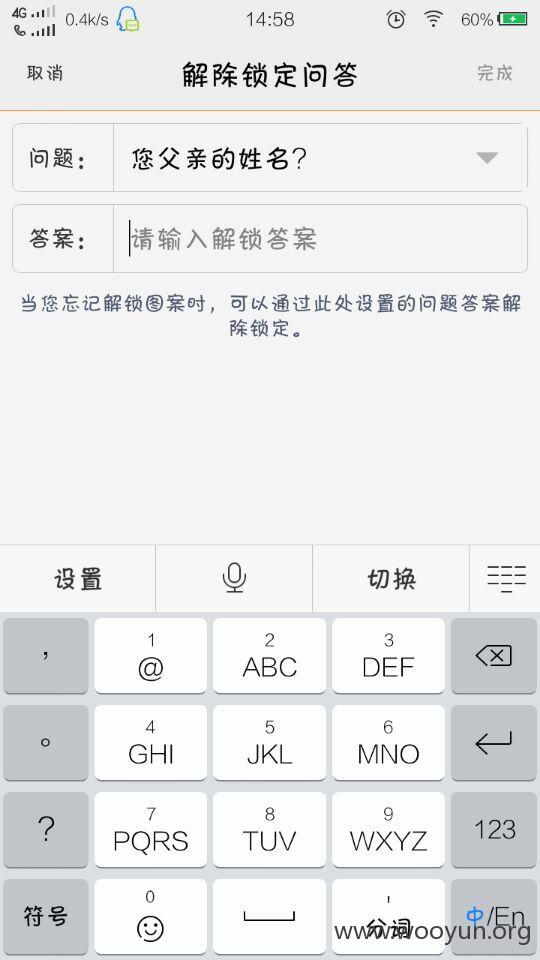 4G 0.4k/s 14:58 60%
取消 解除锁定问答 完成
问题： 您父亲的姓名？
答案： 请输入解锁答案
当您忘记解锁图案时，可以通过此处设置的问题答案解
除锁定。
设置 切换
， 1 2 3
@ ABC DEF
。 4 5 6
GHI JKL MNO
? 7 8 9 123
PQRS TUV WXYZ
符号 0 ' 分词 中/En
www.wooyun.org